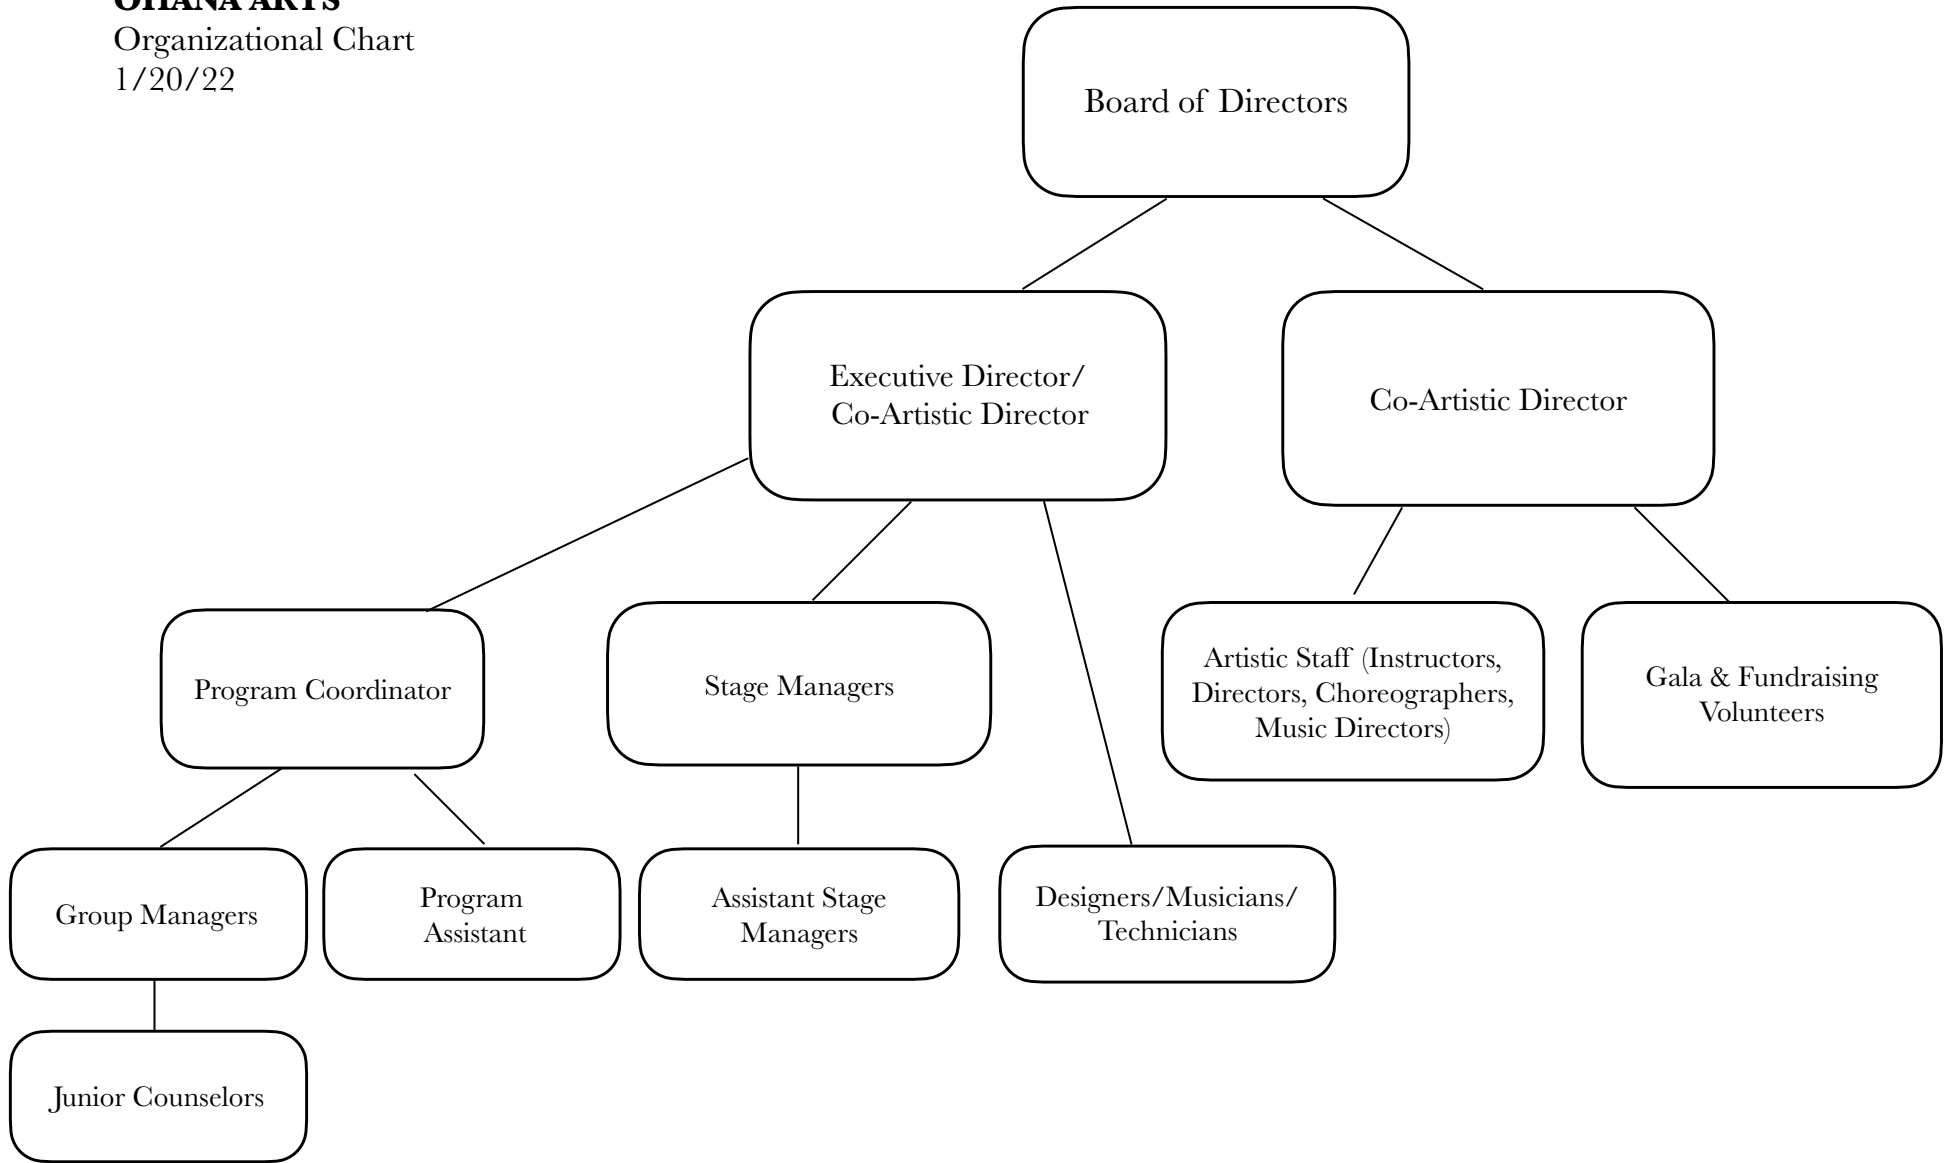 OHANA ARTS
Organizational Chart
1/20/22
Board of Directors
Executive Director/
Co-Artistic Director
Co-Artistic Director
Program Coordinator
Stage Managers
Artistic Staff (Instructors,
Directors, Choreographers,
Music Directors)
Gala & Fundraising
Volunteers
Group Managers
Program
Assistant
Assistant Stage
Managers
Designers/Musicians/
Technicians
Junior Counselors